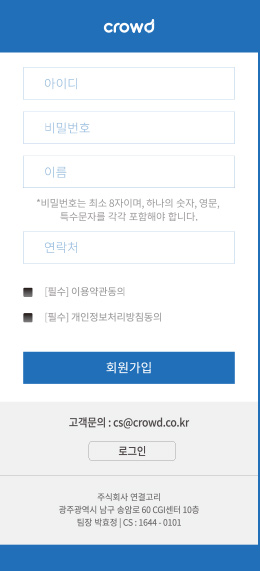 crowd
아이디
비밀번호
이름
*비밀번호는 최소 8자이며, 하나의 숫자, 영문,
특수문자를 각각 포함해야 합니다.
연락처
[필수] 이용약관동의
[필수] 개인정보처리방침동의
회원가입
고객문의 : cs@crowd.co.kr
로그인
주식회사 연결고리
광주광역시 남구 송암로 60 CGI센터 10층
팀장 박효정 | CS : 1644 - 0101